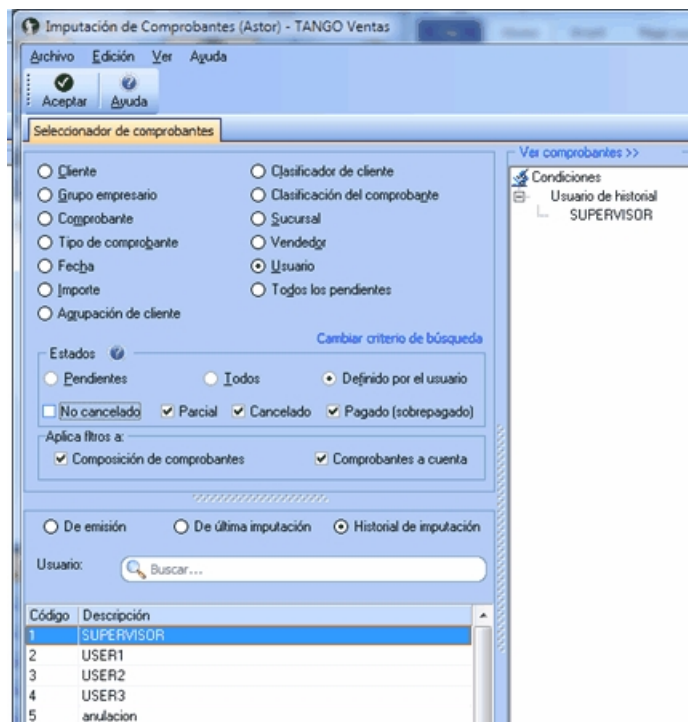 Imputación de Comprobantes (Astor) - TANGO Ventas
Archivo Edición Ver Ayuda
Aceptar Ayuda
Seleccionador de comprobantes
Ver comprobantes >>
Cliente Clasificador de cliente
Grupo empresario Clasificación del comprobante
Comprobante Sucursal
Tipo de comprobante Vendedor
Fecha Usuario
Importe Todos los pendientes
Agrupación de cliente
Condiciones
Usuario de historial
SUPERVISOR
Cambiar criterio de búsqueda
Estados
Pendientes Todos Definido por el usuario
No cancelado Parcial Cancelado Pagado (sobrepagado)
Aplica filtros a:
Composición de comprobantes Comprobantes a cuenta
De emisión De última imputación Historial de imputación
Usuario: Buscar...
Código Descripción
1 SUPERVISOR
2 USER1
3 USER2
4 USER3
5 anulacion